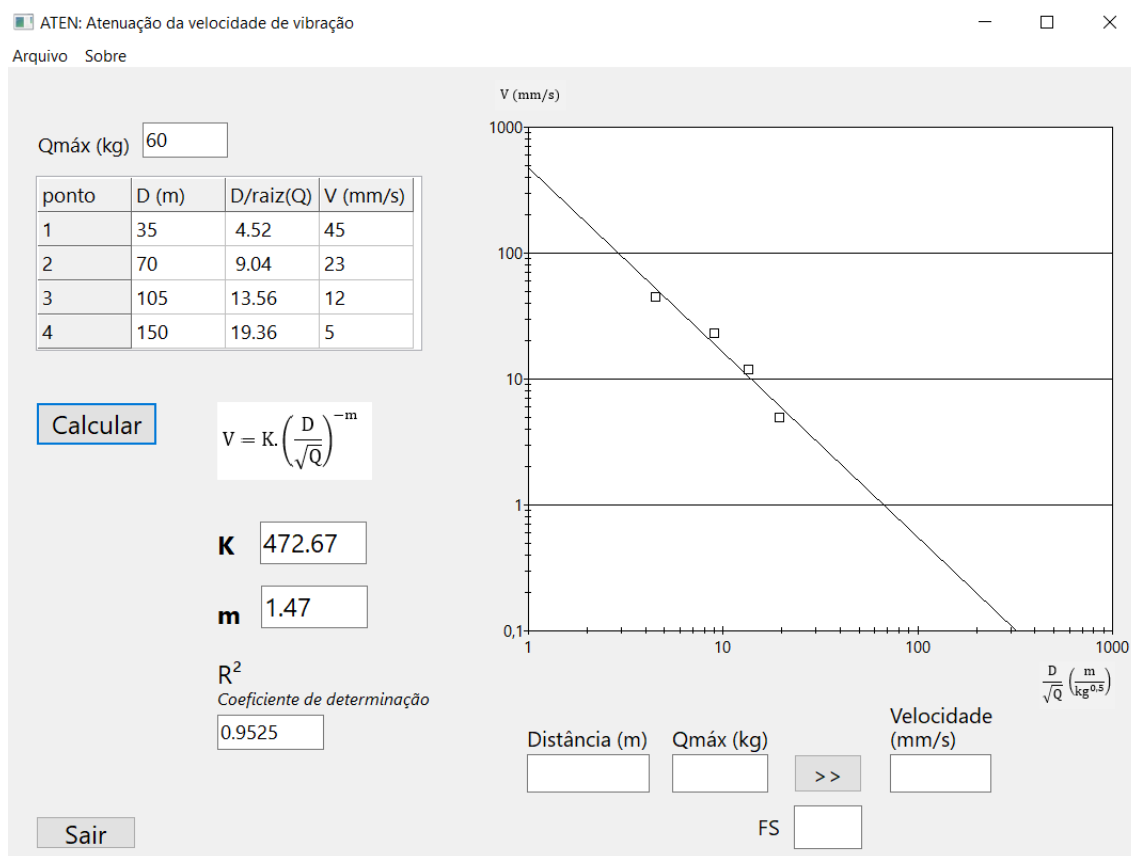 ATEN: Atenuação da velocidade de vibração
Arquivo Sobre
Qmáx (kg) 60
ponto D (m) D/raiz(Q) V (mm/s)
1 35 4.52 45
2 70 9.04 23
3 105 13.56 12
4 150 19.36 5
Calcular
V = K.(D/√Q)^−m
K 472.67
m 1.47
R²
Coeficiente de determinação
0.9525
Sair
V (mm/s)
1000
100
10
1
0,1
1 10 100 1000
D/√Q (m/kg^0,5)
Distância (m) Qmáx (kg) Velocidade
(mm/s)
>>
FS